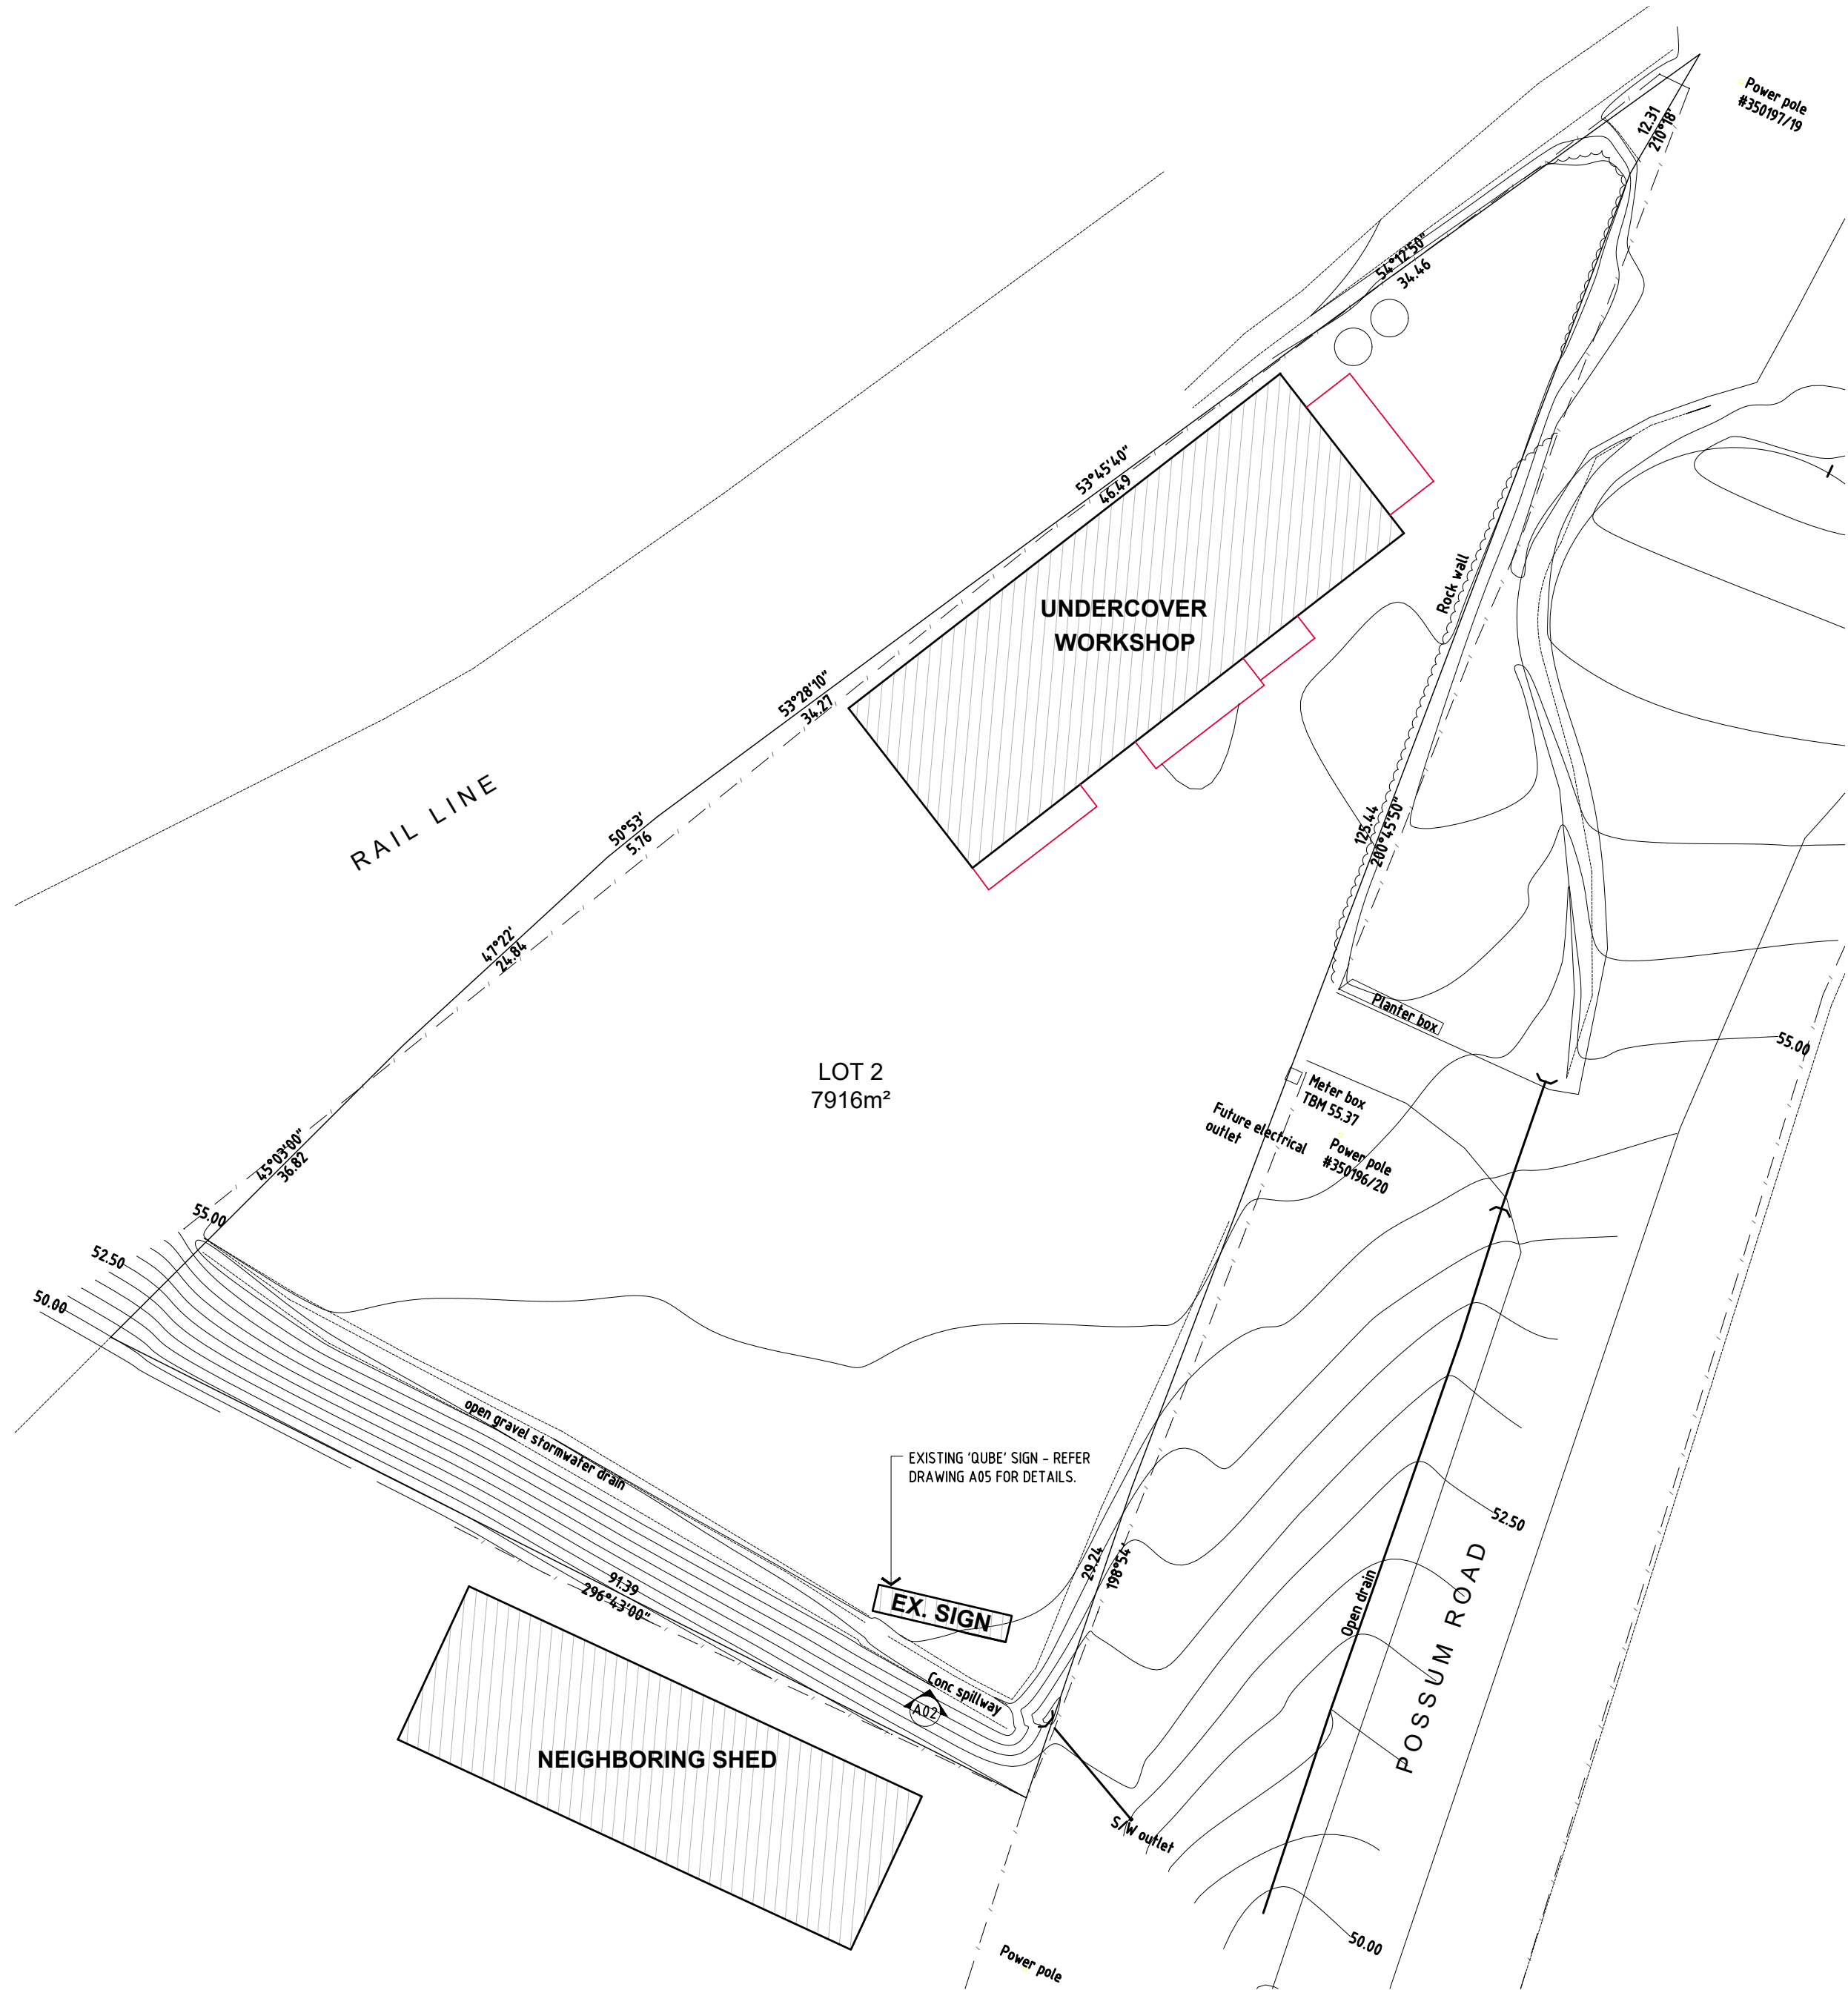 Power pole
#350197/19
12.31
210°18'
54°12'50"
34.46
53°45'40"
46.49
UNDERCOVER
WORKSHOP
Rock wall
53°28'10"
34.27
RAIL LINE
50°53'
5.76
125.44
200°45'50"
47°22'
24.84
Planter box
55.00
LOT 2
7916m²
Meter box
TBM 55.37
Future electrical
outlet
Power pole
#350196/20
45°03'00"
36.82
55.00
52.50
50.00
open gravel stormwater drain
EXISTING 'QUBE' SIGN - REFER
DRAWING A05 FOR DETAILS.
52.50
29.24
198°54'
91.39
296°43'00"
EX. SIGN
Open drain
POSSUM ROAD
Conc spillway
A02
NEIGHBORING SHED
S/W outlet
50.00
Power pole